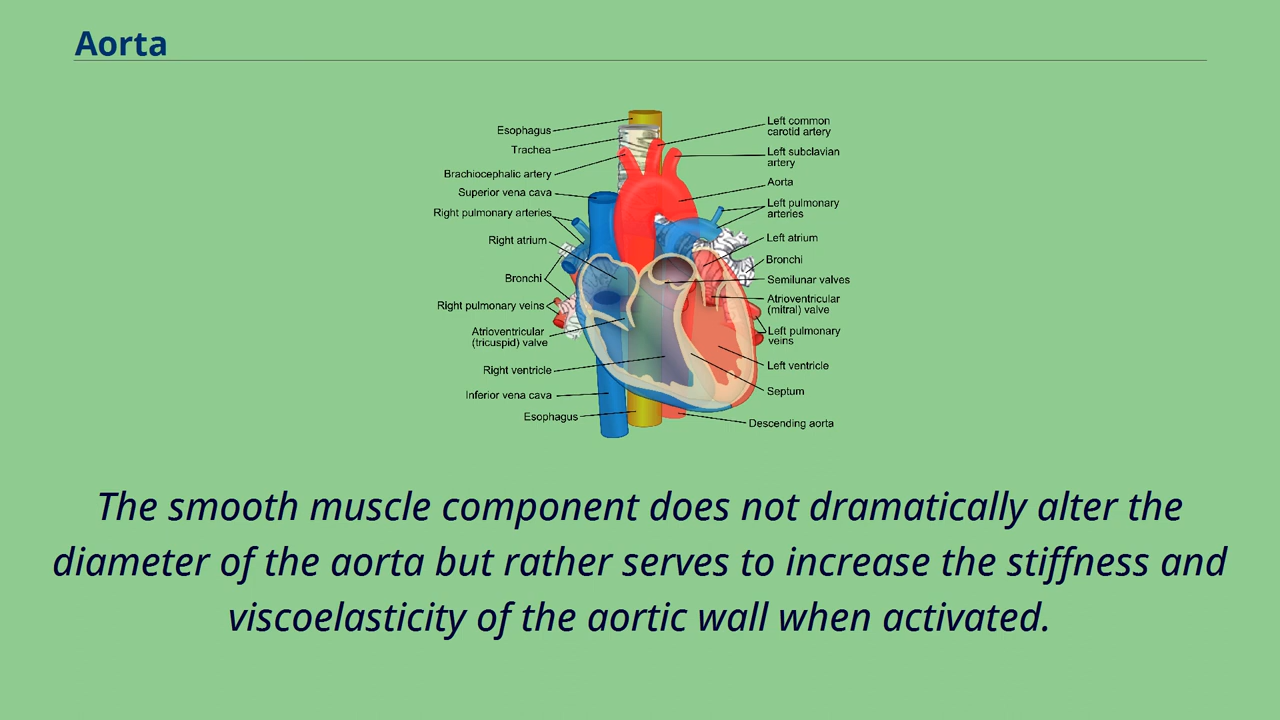 Aorta
Esophagus
Trachea
Brachiocephalic artery
Superior vena cava
Right pulmonary arteries
Right atrium
Bronchi
Right pulmonary veins
Atrioventricular
(tricuspid) valve
Right ventricle
Inferior vena cava
Esophagus
Left common
carotid artery
Left subclavian
artery
Aorta
Left pulmonary
arteries
Left atrium
Bronchi
Semilunar valves
Atrioventricular
(mitral) valve
Left pulmonary
veins
Left ventricle
Septum
Descending aorta
The smooth muscle component does not dramatically alter the
diameter of the aorta but rather serves to increase the stiffness and
viscoelasticity of the aortic wall when activated.